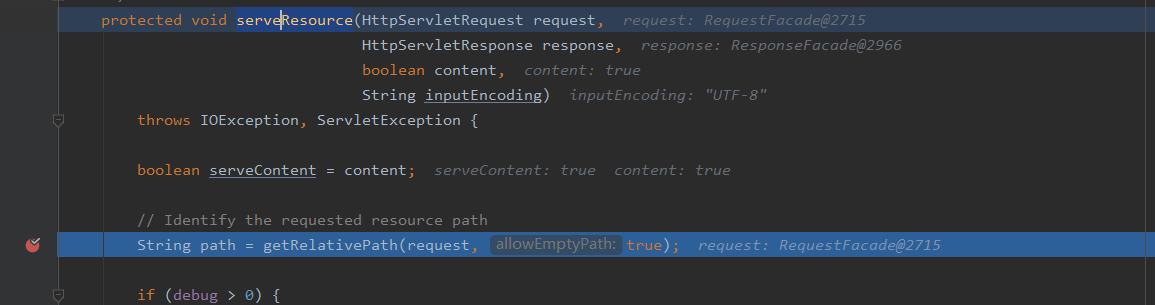 protected void serveResource(HttpServletRequest request,  request: RequestFacade@2715
HttpServletResponse response,  response: ResponseFacade@2966
boolean content,  content: true
String inputEncoding)  inputEncoding: "UTF-8"
throws IOException, ServletException {
boolean serveContent = content;  serveContent: true  content: true
// Identify the requested resource path
String path = getRelativePath(request, allowEmptyPath: true);  request: RequestFacade@2715
if (debug > 0) {